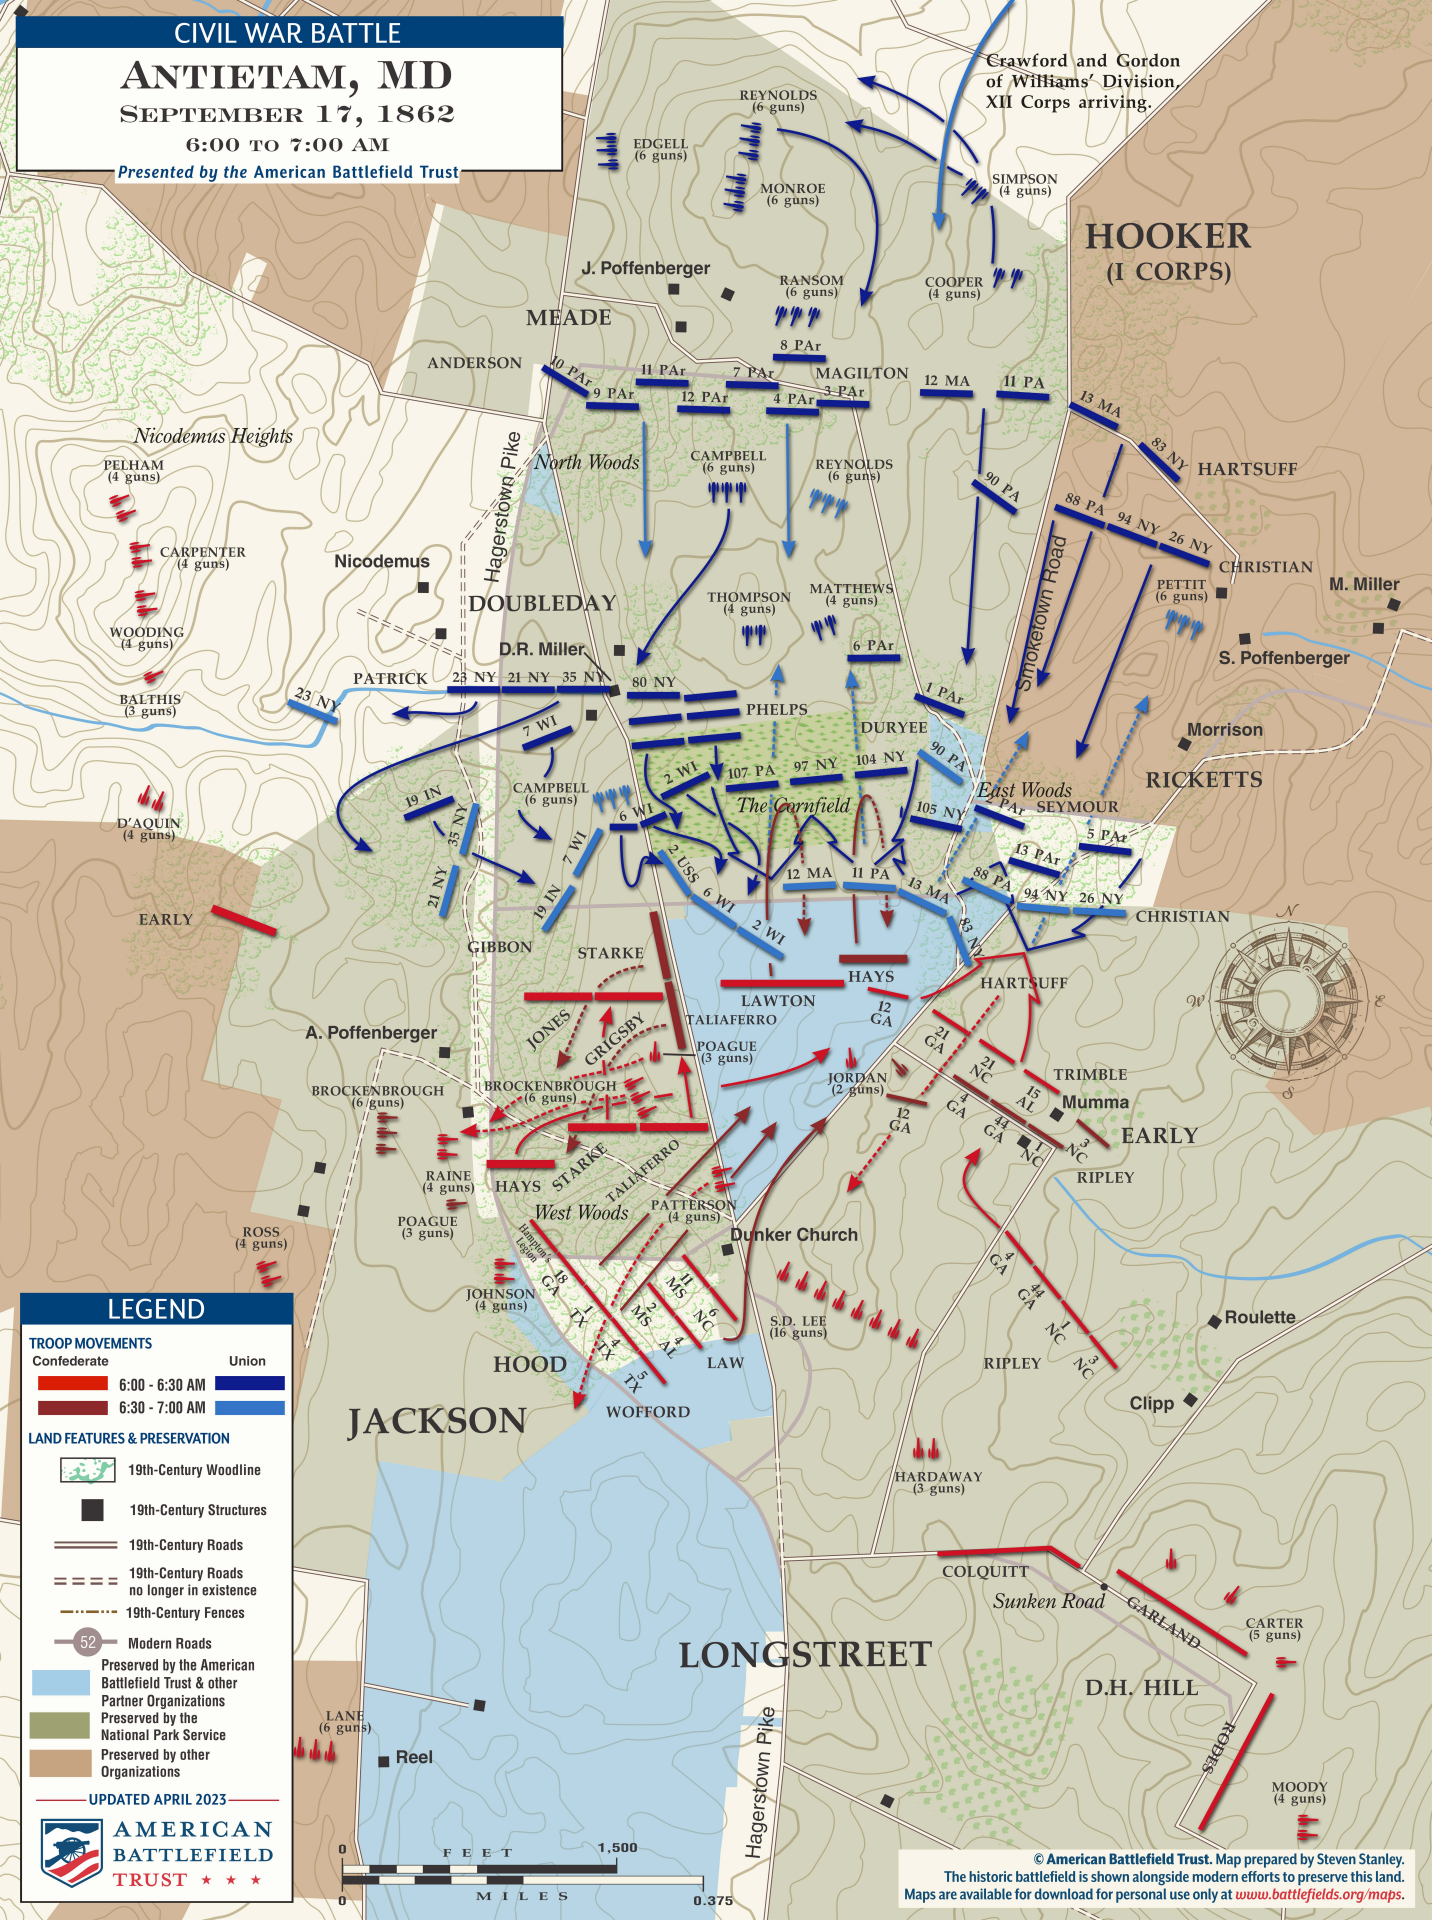 CIVIL WAR BATTLE
ANTIETAM, MD
SEPTEMBER 17, 1862
6:00 TO 7:00 AM
Presented by the American Battlefield Trust
Crawford and Gordon
of Williams' Division,
XII Corps arriving.
REYNOLDS
(6 guns)
EDGELL
(6 guns)
MONROE
(6 guns)
SIMPSON
(4 guns)
HOOKER
(I CORPS)
J. Poffenberger
RANSOM
(6 guns)
COOPER
(4 guns)
MEADE
8 PAr
ANDERSON
10 PAr
11 PAr
7 PAr
MAGILTON
12 MA
11 PA
9 PAr
12 PAr
4 PAr
3 PAr
13 MA
Nicodemus Heights
83 NY
HARTSUFF
PELHAM
(4 guns)
North Woods
CAMPBELL
(6 guns)
REYNOLDS
(6 guns)
Hagerstown Pike
90 PA
88 PA
94 NY
26 NY
CARPENTER
(4 guns)
Nicodemus
CHRISTIAN
Smoketown Road
PETTIT
(6 guns)
M. Miller
DOUBLEDAY
THOMPSON
(4 guns)
MATTHEWS
(4 guns)
WOODING
(4 guns)
D.R. Miller
6 PAr
S. Poffenberger
PATRICK
23 NY
21 NY
35 NY
80 NY
BALTHIS
(3 guns)
23 NY
1 PAr
PHELPS
7 WI
DURYEE
Morrison
90 PA
2 WI
107 PA
97 NY
104 NY
RICKETTS
CAMPBELL
(6 guns)
East Woods
19 IN
The Cornfield
2 PAr
SEYMOUR
D'AQUIN
(4 guns)
35 NY
6 WI
105 NY
5 PAr
7 WI
2 USS
13 PAr
12 MA
11 PA
13 MA
88 PA
94 NY
26 NY
21 NY
19 IN
6 WI
EARLY
2 WI
83 NY
CHRISTIAN
GIBBON
STARKE
N
HAYS
HARTSUFF
LAWTON
12
GA
W
E
JONES
GRIGSBY
TALIAFERRO
21
GA
A. Poffenberger
POAGUE
(3 guns)
21
NC
JORDAN
(2 guns)
TRIMBLE
S
BROCKENBROUGH
(6 guns)
BROCKENBROUGH
(6 guns)
15
AL
4
GA
Mumma
12
GA
44
GA
EARLY
1
NC
3
NC
RAINE
(4 guns)
HAYS
STARKE
TALIAFERRO
RIPLEY
POAGUE
(3 guns)
West Woods
PATTERSON
(4 guns)
ROSS
(4 guns)
Hampton's
Legion
Dunker Church
JOHNSON
(4 guns)
18
GA
1
TX
4
TX
5
TX
11
MS
2
MS
6
NC
4
AL
4
GA
44
GA
1
NC
3
NC
S.D. LEE
(16 guns)
Roulette
HOOD
LAW
RIPLEY
Clipp
WOFFORD
JACKSON
HARDAWAY
(3 guns)
COLQUITT
Sunken Road
GARLAND
CARTER
(5 guns)
LONGSTREET
D.H. HILL
RODES
Hagerstown Pike
LANE
(6 guns)
Reel
MOODY
(4 guns)
LEGEND
TROOP MOVEMENTS
Confederate
Union
6:00 - 6:30 AM
6:30 - 7:00 AM
LAND FEATURES & PRESERVATION
19th-Century Woodline
19th-Century Structures
19th-Century Roads
19th-Century Roads
no longer in existence
19th-Century Fences
52
Modern Roads
Preserved by the American
Battlefield Trust & other
Partner Organizations
Preserved by the
National Park Service
Preserved by other
Organizations
UPDATED APRIL 2023
AMERICAN
BATTLEFIELD
TRUST
0
FEET
1,500
0
MILES
0.375
© American Battlefield Trust. Map prepared by Steven Stanley.
The historic battlefield is shown alongside modern efforts to preserve this land.
Maps are available for download for personal use only at www.battlefields.org/maps.